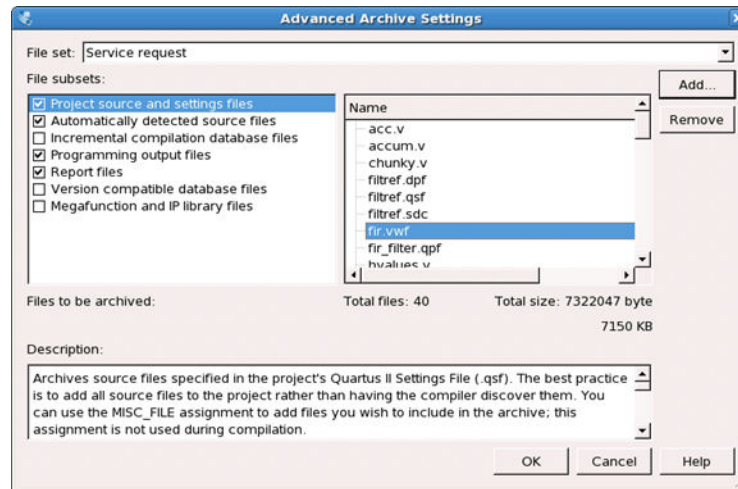 Advanced Archive Settings
File set: Service request
File subsets:
Add...
Project source and settings files
Automatically detected source files
Incremental compilation database files
Programming output files
Report files
Version compatible database files
Megafunction and IP library files
Name
acc.v
accum.v
chunky.v
filtref.dpf
filtref.qsf
filtref.sdc
fir.vwf
fir_filter.qpf
hvalues.v
Remove
Files to be archived:
Total files: 40
Total size: 7322047 byte
7150 KB
Description:
Archives source files specified in the project's Quartus II Settings File (.qsf). The best practice
is to add all source files to the project rather than having the compiler discover them. You
can use the MISC_FILE assignment to add files you wish to include in the archive; this
assignment is not used during compilation.
OK
Cancel
Help